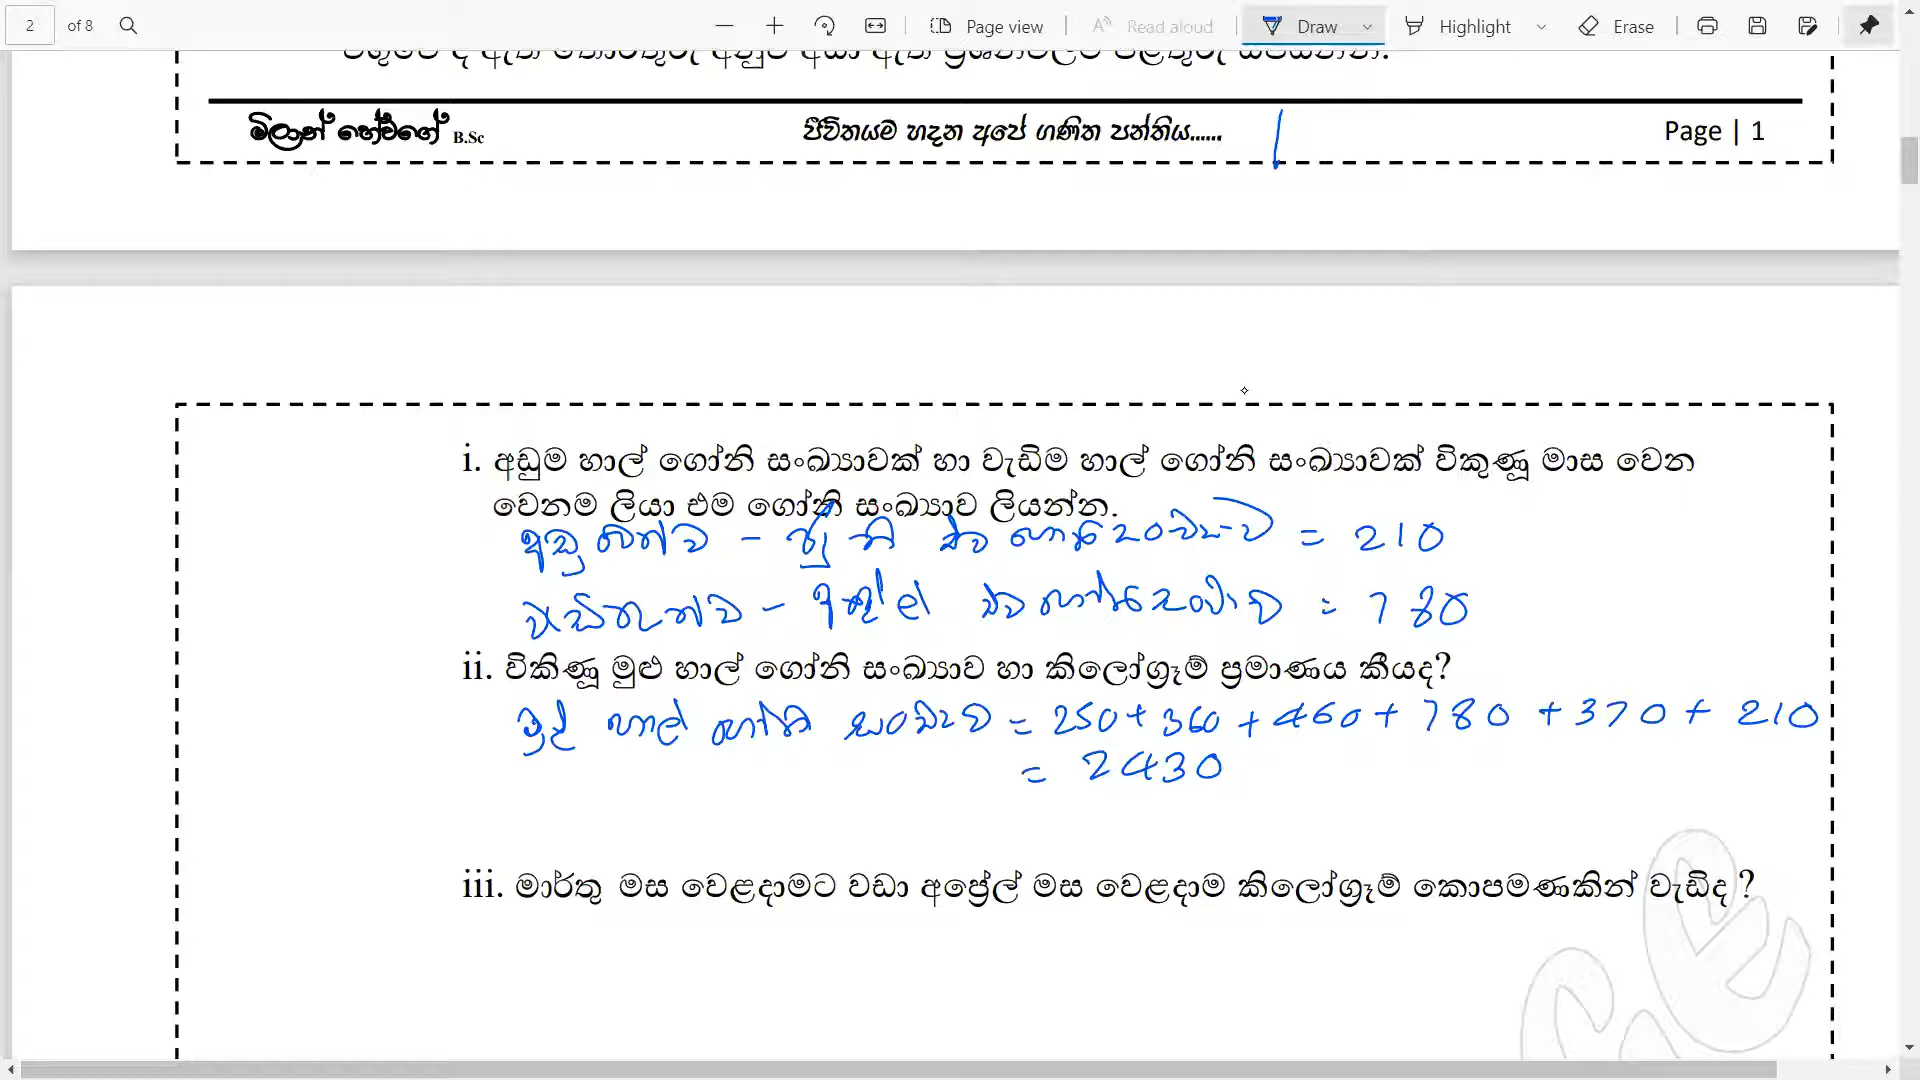 2 of 8 Page view Read aloud Draw Highlight Erase
මිලාන් හේවගේ B.Sc ජීවිතයම හදන අපේ ගණිත පන්තිය...... Page | 1
i. අඩුම හාල් ගෝනි සංඛ්‍යාවක් හා වැඩිම හාල් ගෝනි සංඛ්‍යාවක් විකුණූ මාස වෙන
වෙනම ලියා එම ගෝනි සංඛ්‍යාව ලියන්න.
= 210
= 780
ii. විකිණූ මුළු හාල් ගෝනි සංඛ්‍යාව හා කිලෝග්‍රෑම් ප්‍රමාණය කීයද?
මුළු හාල් ගෝනි සංඛ්‍යාව = 250 + 360 + 460 + 780 + 370 + 210
= 2430
iii. මාර්තු මස වෙළදාමට වඩා අප්‍රේල් මස වෙළදාම කිලෝග්‍රෑම් කොපමණකින් වැඩිද ?